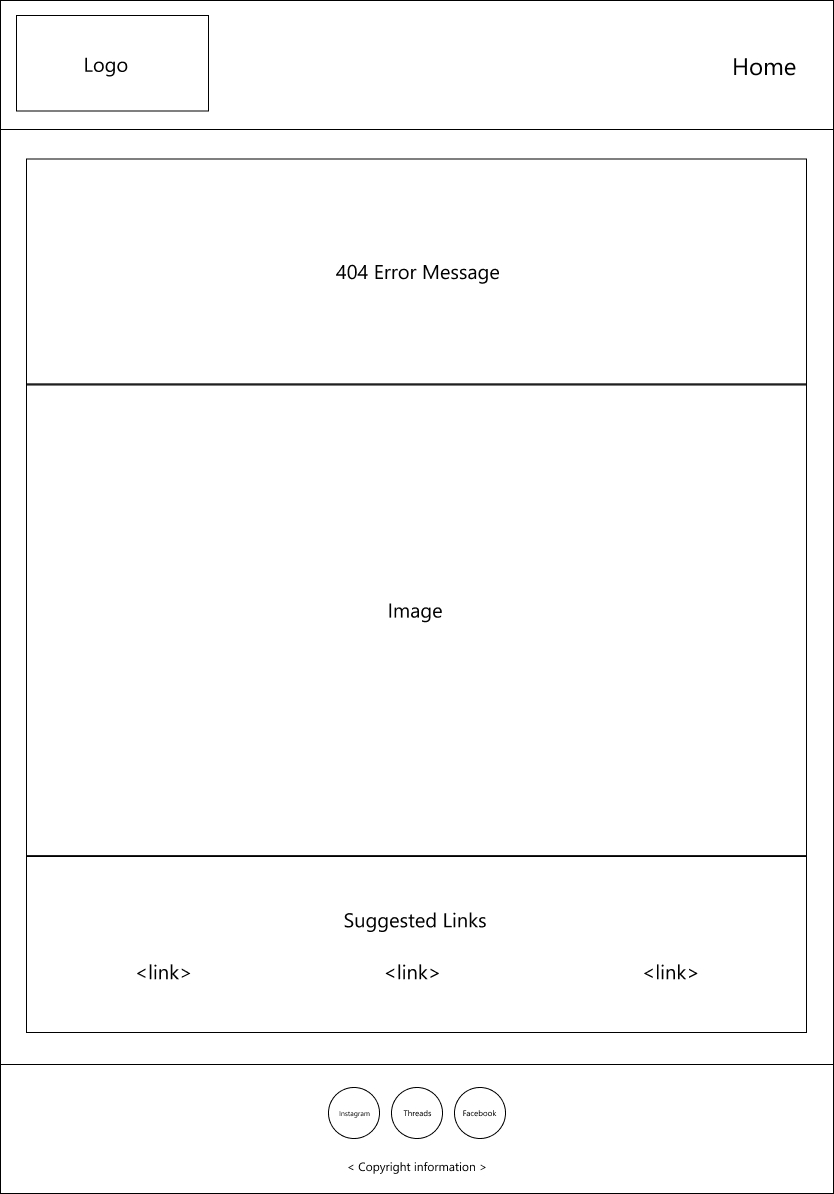 Logo
Home
404 Error Message
Image
Suggested Links
<link> <link> <link>
Instagram Threads Facebook
< Copyright information >